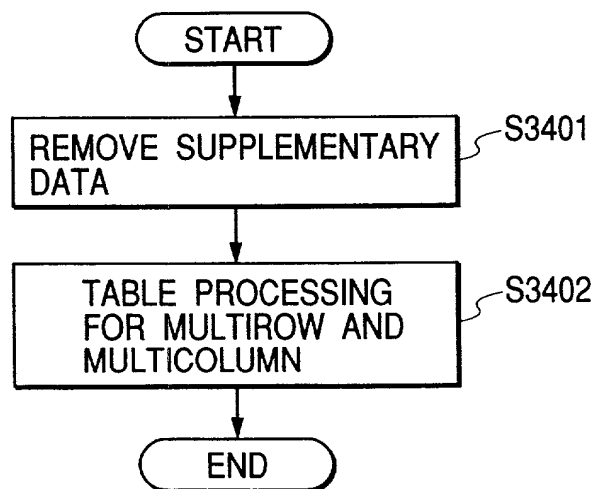 START
REMOVE SUPPLEMENTARY
DATA
S3401
TABLE PROCESSING
FOR MULTIROW AND
MULTICOLUMN
S3402
END